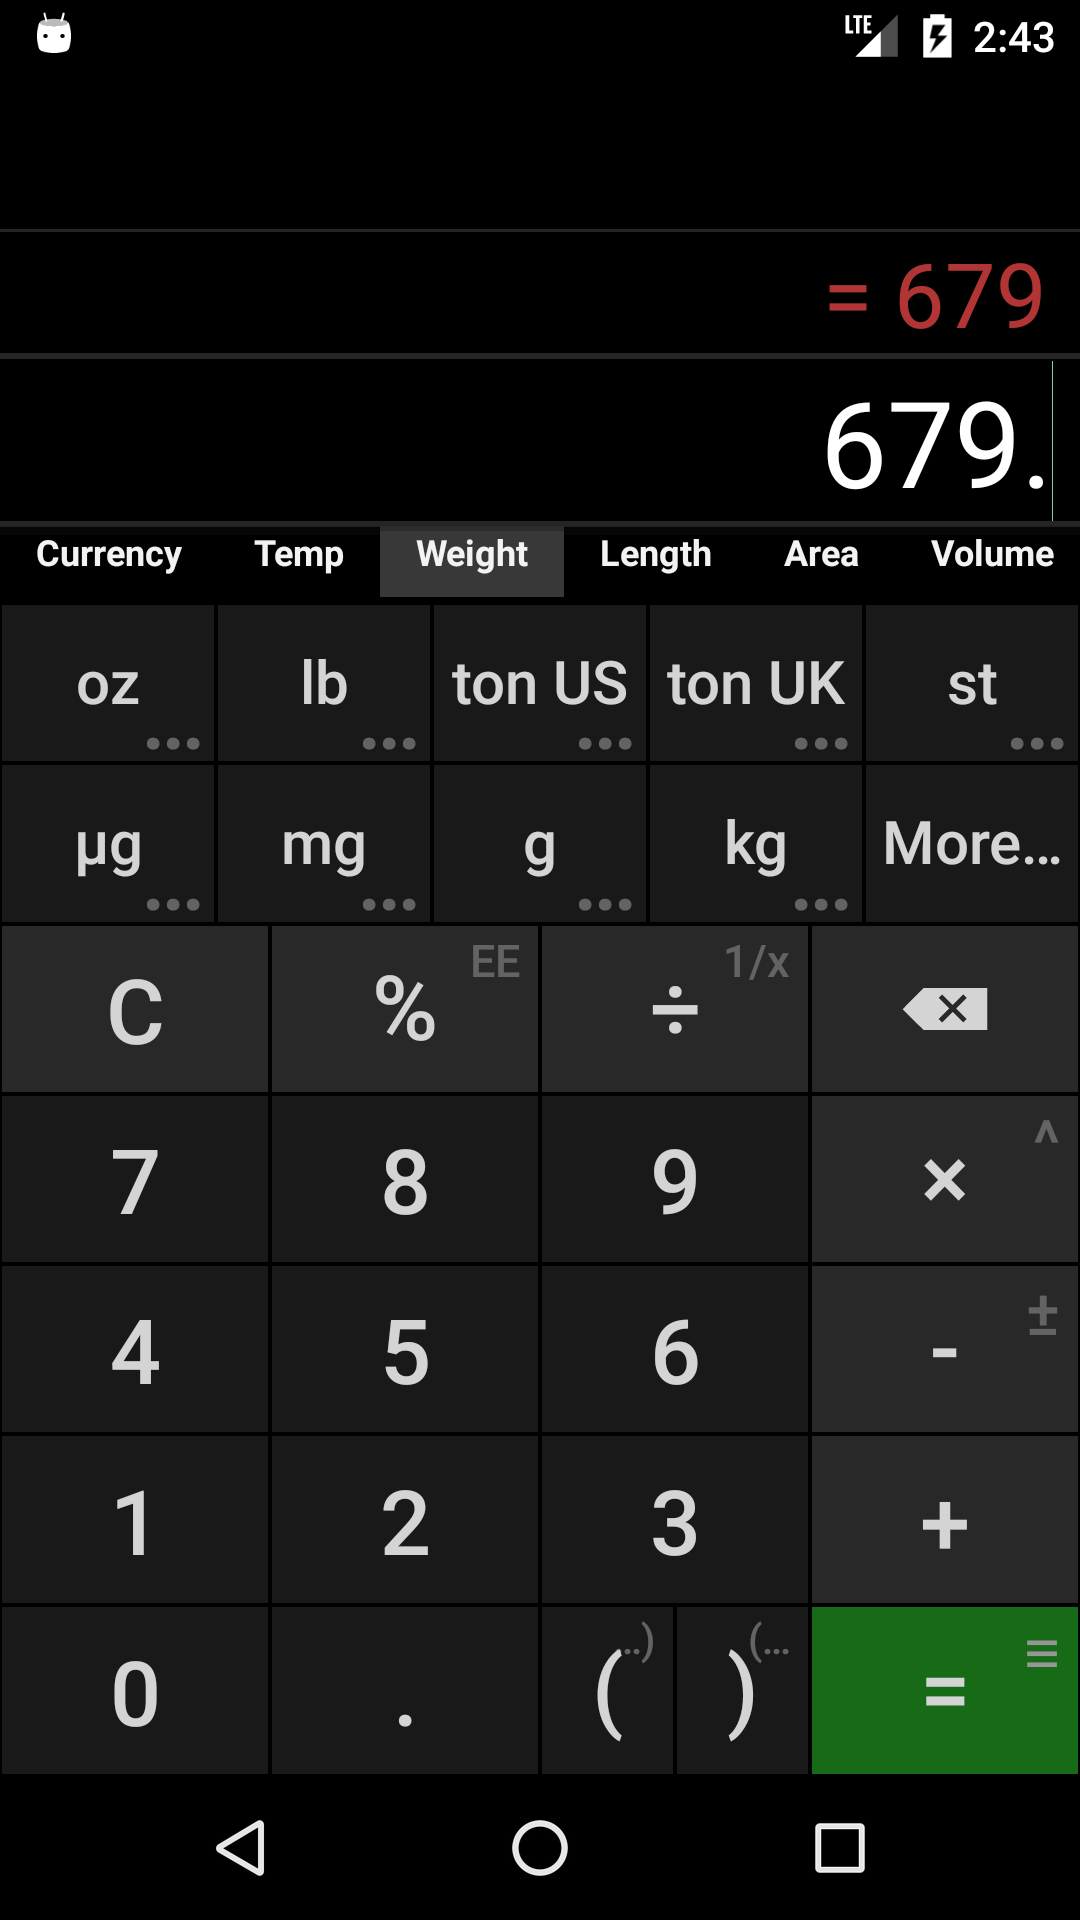 LTE 2:43
= 679
679.
Currency Temp Weight Length Area Volume
oz lb ton US ton UK st
µg mg g kg More...
C % EE ÷ 1/x
7 8 9 × ^
4 5 6 - ±
1 2 3 +
0 . ( ..) ) (... =